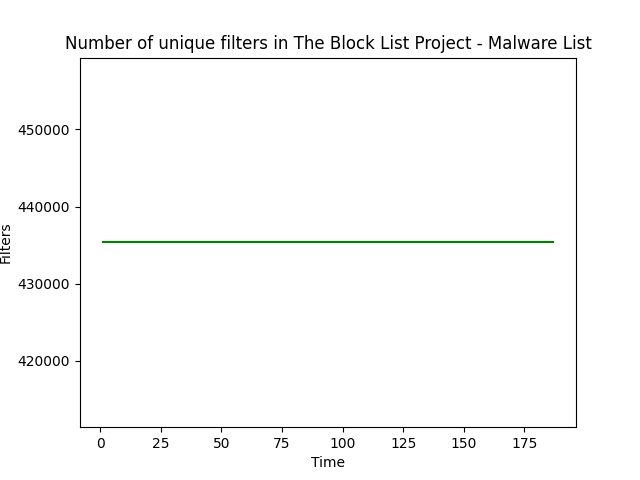 Number of unique filters in The Block List Project - Malware List
450000
440000
430000
420000
Filters
0 25 50 75 100 125 150 175
Time